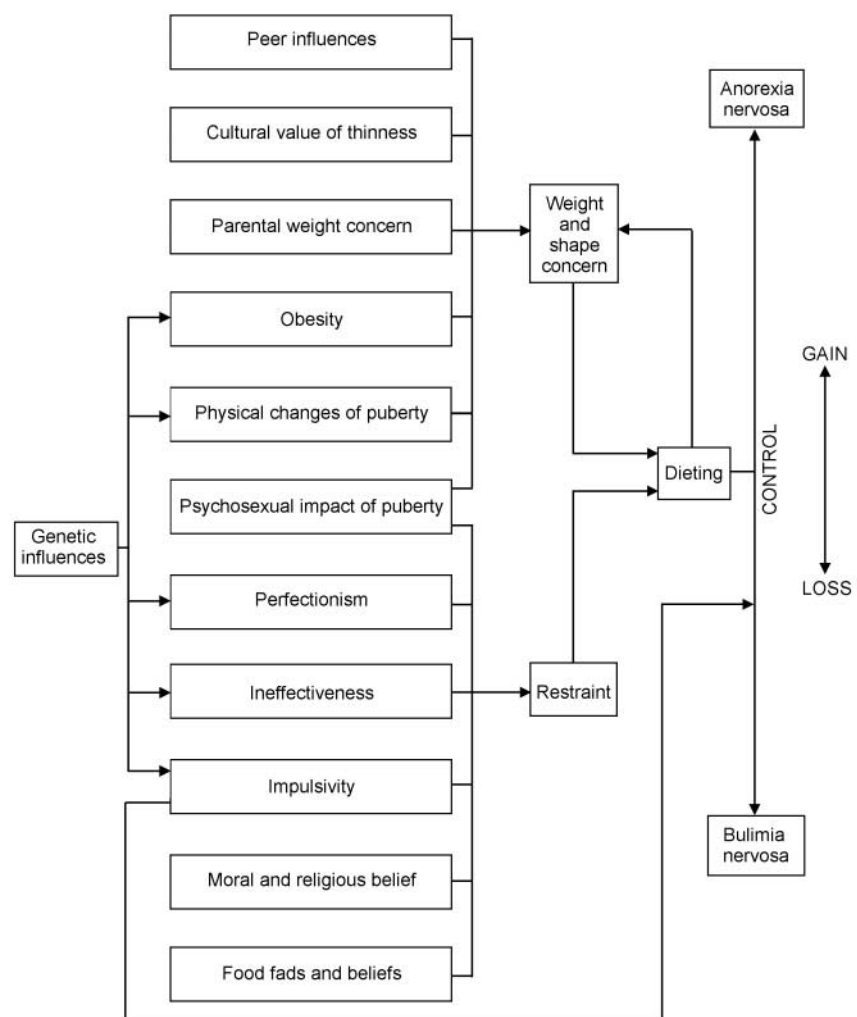 Peer influences
Cultural value of thinness
Parental weight concern
Obesity
Physical changes of puberty
Psychosexual impact of puberty
Genetic
influences
Perfectionism
Ineffectiveness
Impulsivity
Moral and religious belief
Food fads and beliefs
Weight
and
shape
concern
Restraint
Dieting
Anorexia
nervosa
CONTROL
Bulimia
nervosa
GAIN
LOSS